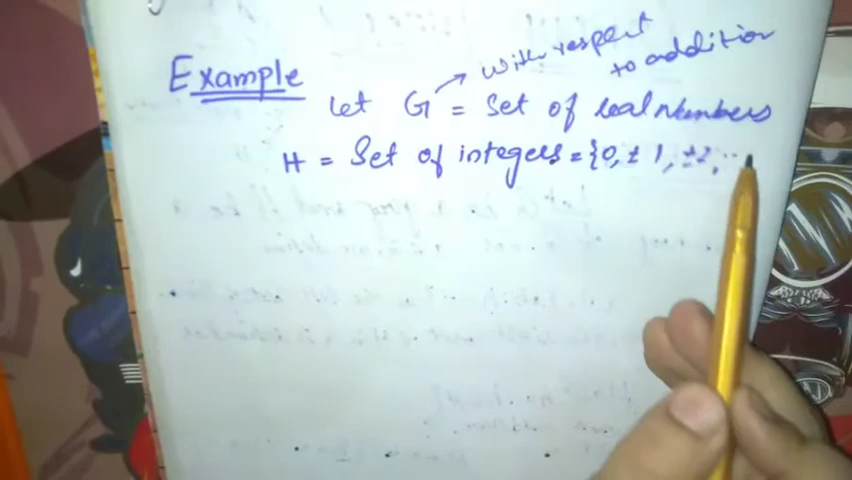 with respect
to addition
Example
Let G = Set of real Numbers
H = Set of integers = {0, ± 1, ±2, ...